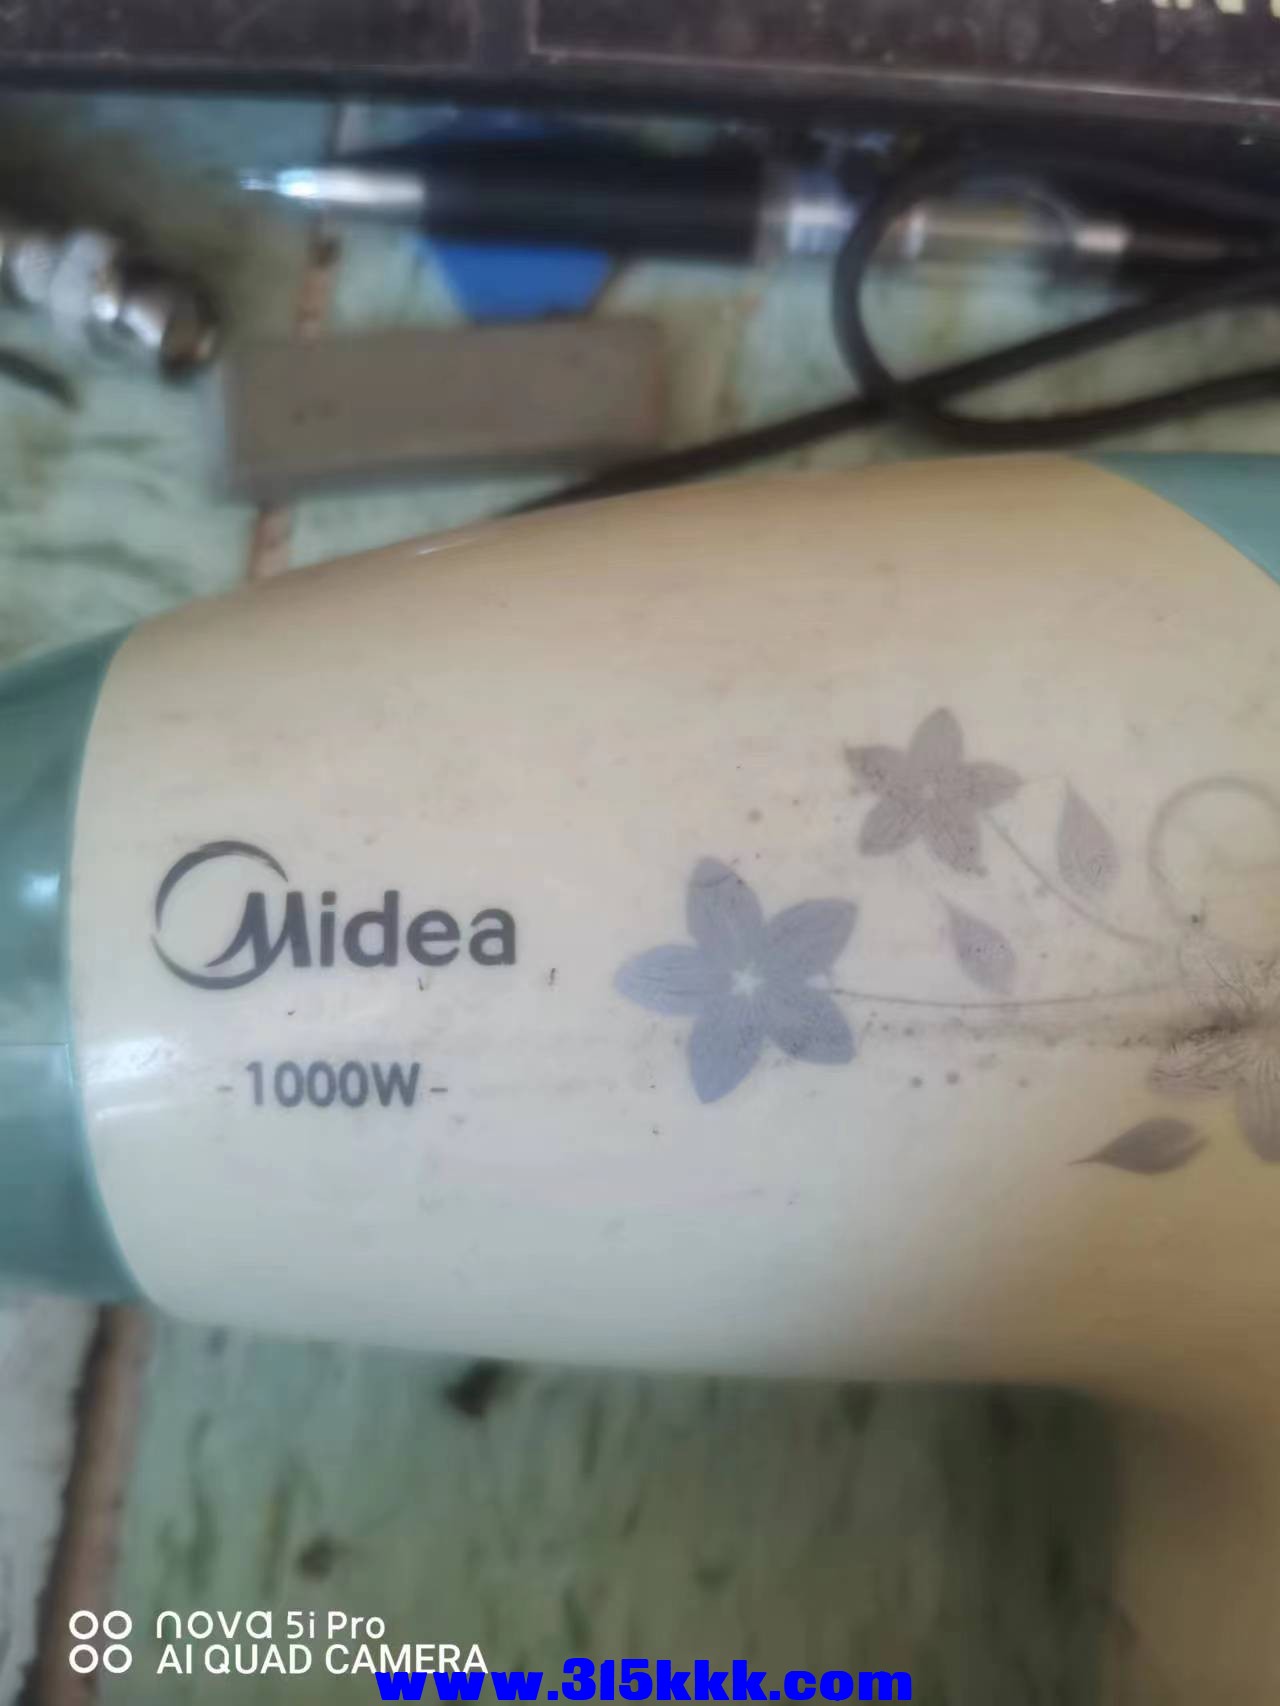 Midea
-1000W-
nova 5i Pro
AI QUAD CAMERA
www.315kkk.com